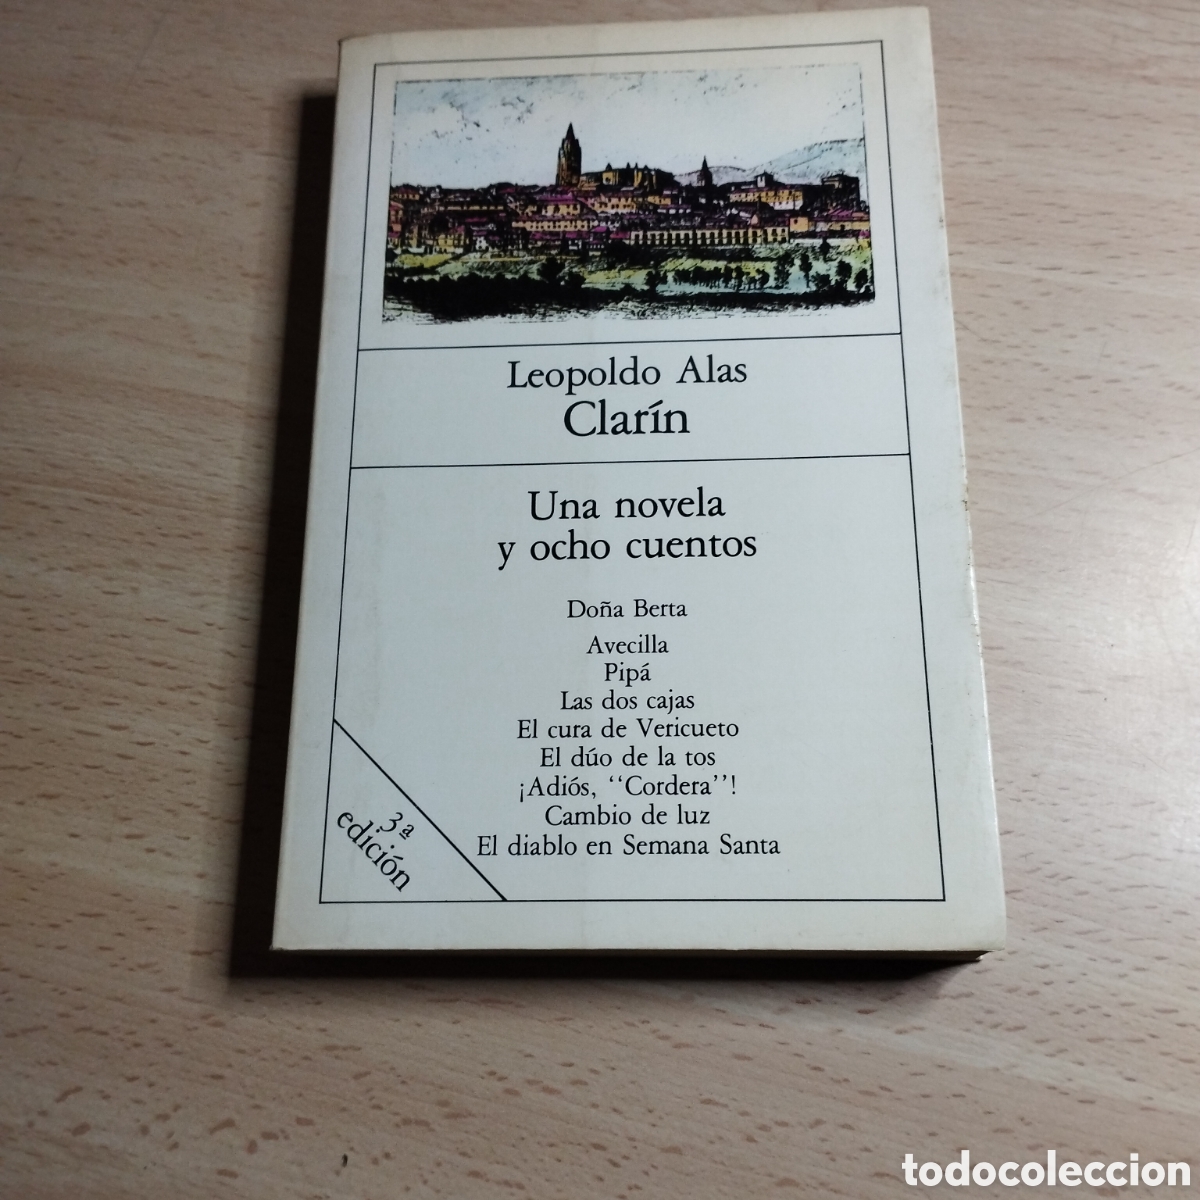 Leopoldo Alas
Clarín
Una novela
y ocho cuentos
Doña Berta
Avecilla
Pipá
Las dos cajas
El cura de Vericueto
El dúo de la tos
¡Adiós, “Cordera”!
Cambio de luz
El diablo en Semana Santa
3.ª
edición
todocoleccion